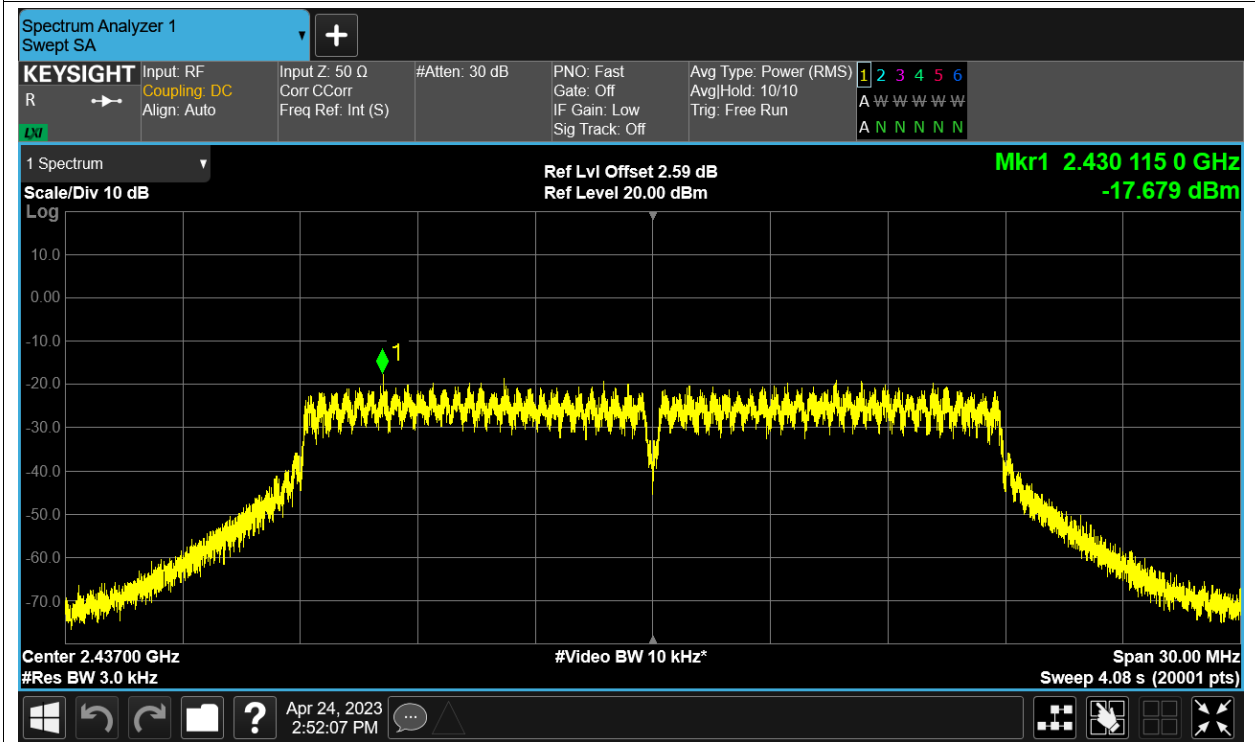 Spectrum Analyzer 1
Swept SA
+
KEYSIGHT
R
LXI
Input: RF
Coupling: DC
Align: Auto
Input Z: 50 Ω
Corr CCorr
Freq Ref: Int (S)
#Atten: 30 dB
PNO: Fast
Gate: Off
IF Gain: Low
Sig Track: Off
Avg Type: Power (RMS)
Avg|Hold: 10/10
Trig: Free Run
1 2 3 4 5 6
A W W W W W
A N N N N N
1 Spectrum
Scale/Div 10 dB
Log
Ref Lvl Offset 2.59 dB
Ref Level 20.00 dBm
Mkr1 2.430 115 0 GHz
-17.679 dBm
10.0
0.00
-10.0
1
-20.0
-30.0
-40.0
-50.0
-60.0
-70.0
Center 2.43700 GHz
#Res BW 3.0 kHz
#Video BW 10 kHz*
Span 30.00 MHz
Sweep 4.08 s (20001 pts)
?
Apr 24, 2023
2:52:07 PM